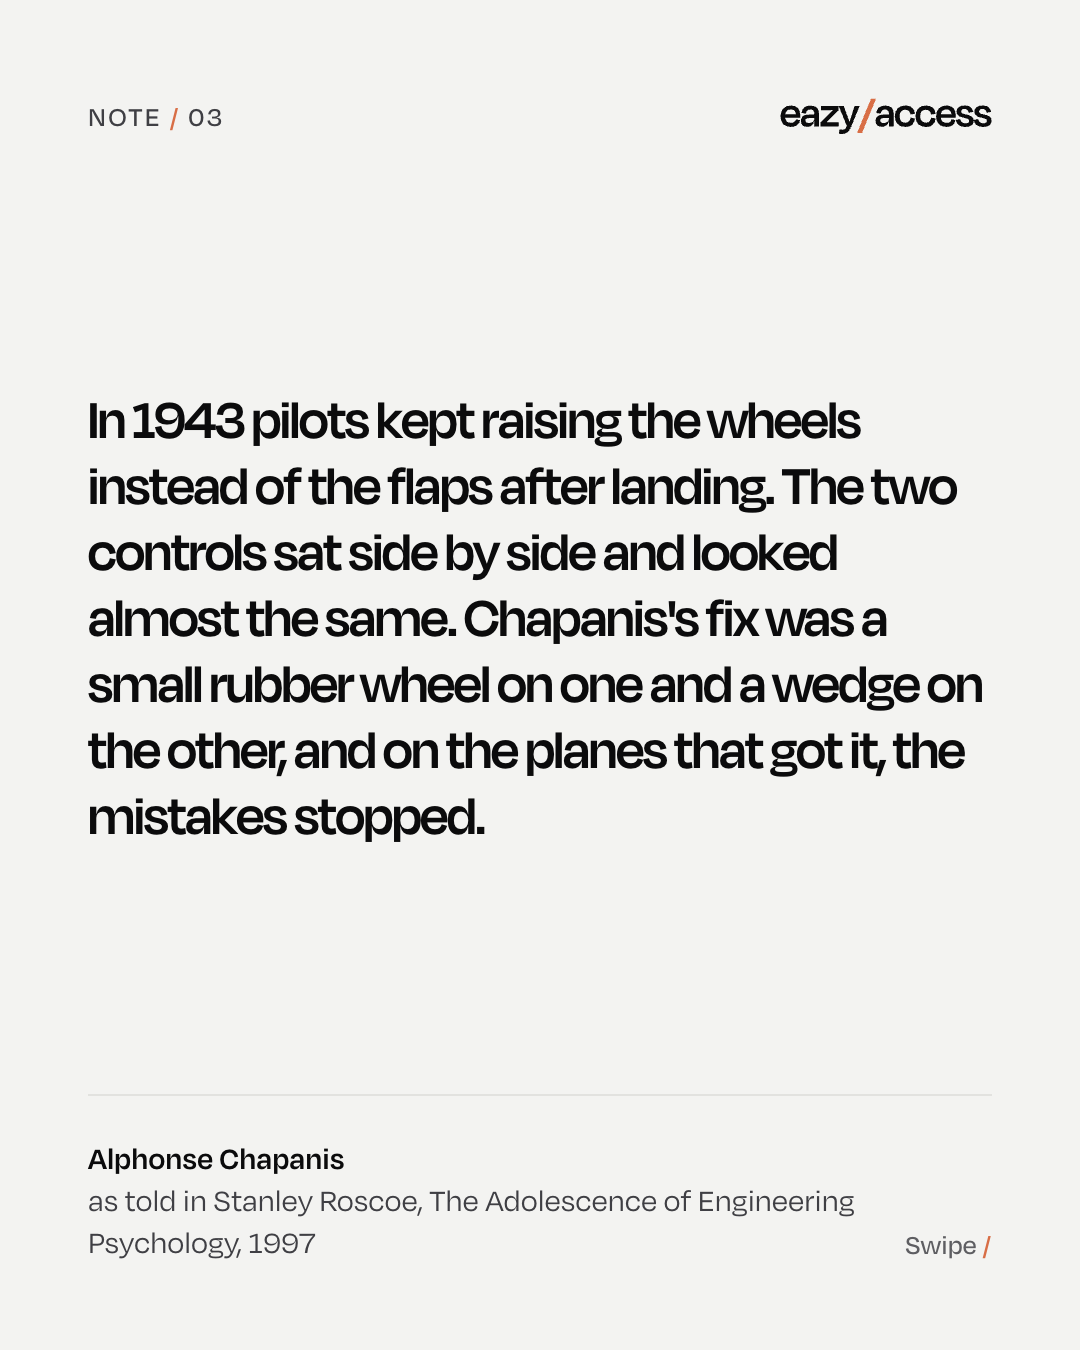 NOTE / 03
eazy/access
In 1943 pilots kept raising the wheels
instead of the flaps after landing. The two
controls sat side by side and looked
almost the same. Chapanis's fix was a
small rubber wheel on one and a wedge on
the other, and on the planes that got it, the
mistakes stopped.
Alphonse Chapanis
as told in Stanley Roscoe, The Adolescence of Engineering
Psychology, 1997
Swipe /